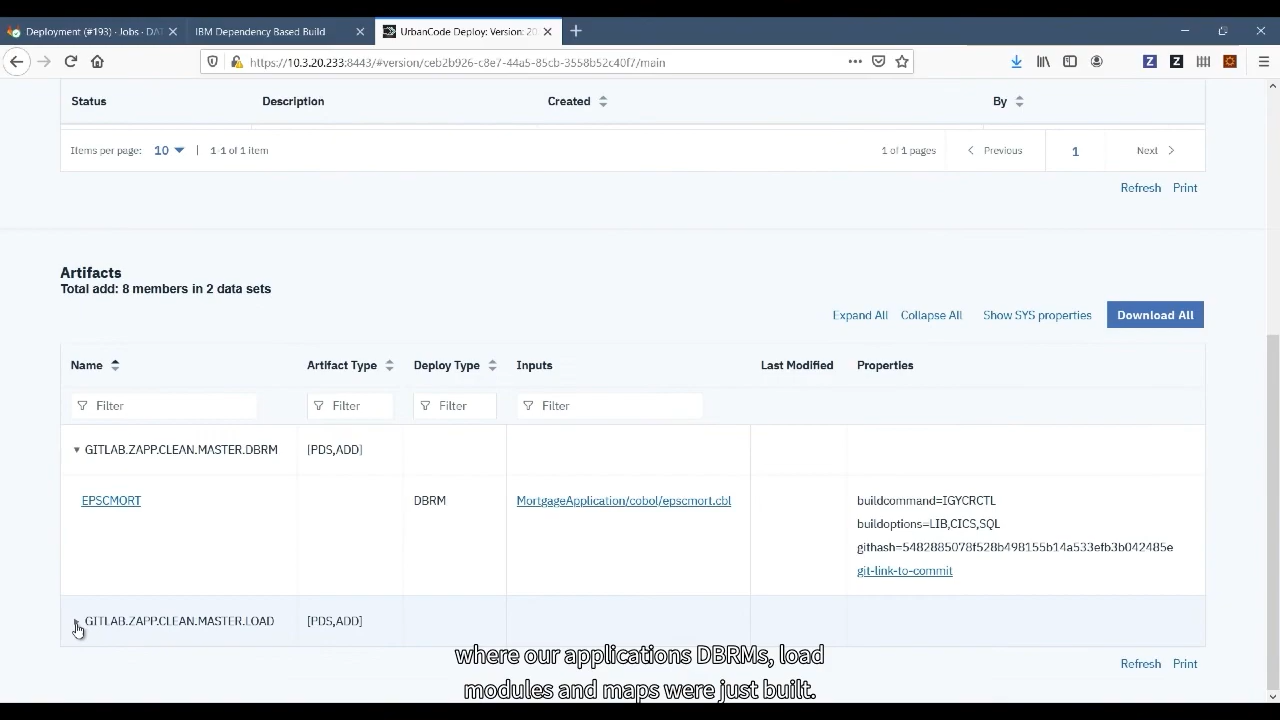 Deployment (#193) · Jobs · DAT
IBM Dependency Based Build
UrbanCode Deploy: Version: 20
https://10.3.20.233:8443/#version/ceb2b926-c8e7-44a5-85cb-3558b52c40f7//main
Status Description Created By
Items per page: 10 1-1 of 1 item 1 of 1 pages Previous 1 Next
Refresh Print
Artifacts
Total add: 8 members in 2 data sets
Expand All Collapse All Show SYS properties Download All
Name Artifact Type Deploy Type Inputs Last Modified Properties
Filter Filter Filter Filter
GITLAB.ZAPP.CLEAN.MASTER.DBRM [PDS,ADD]
EPSCMORT DBRM MortgageApplication/cobol/epscmort.cbl buildcommand=IGYCRCTL
buildoptions=LIB,CICS,SQL
githash=5482885078f528b498155b14a533efb3b042485e
git-link-to-commit
GITLAB.ZAPP.CLEAN.MASTER.LOAD [PDS,ADD]
where our applications DBRMs, load
modules and maps were just built.
Refresh Print